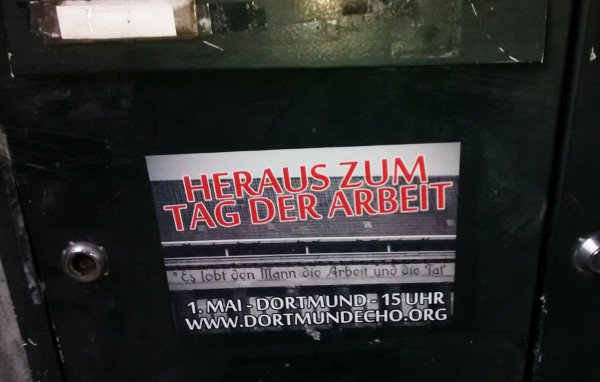 HERAUS ZUM
TAG DER ARBEIT
"Es lobt den Mann die Arbeit und die Tat"
1. MAI - DORTMUND - 15 UHR
WWW.DORTMUNDECHO.ORG